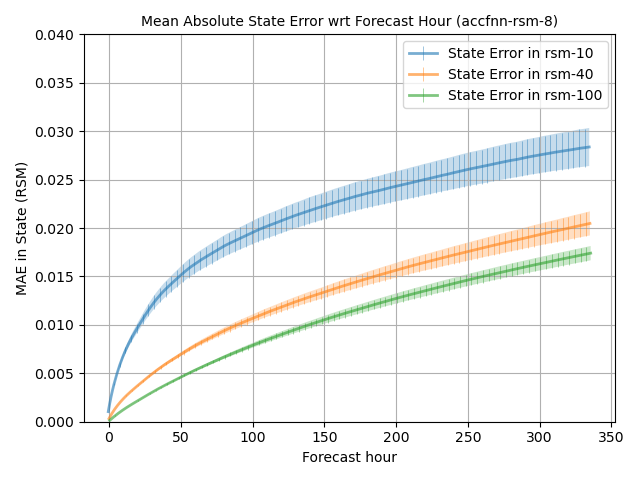 Mean Absolute State Error wrt Forecast Hour (accfnn-rsm-8)
MAE in State (RSM)
0.040
0.035
0.030
0.025
0.020
0.015
0.010
0.005
0.000
State Error in rsm-10
State Error in rsm-40
State Error in rsm-100
0 50 100 150 200 250 300 350
Forecast hour